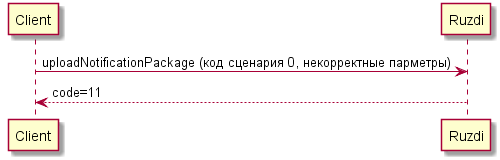 Client Ruzdi
uploadNotificationPackage (код сценария 0, некорректные парметры)
code=11
Client Ruzdi